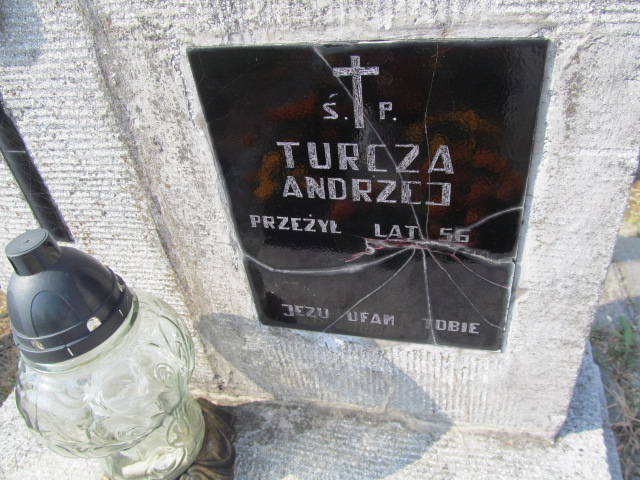 Ś. P.
TURCZA
ANDRZEJ
PRZEŻYŁ LAT 56
JEZU UFAM TOBIE